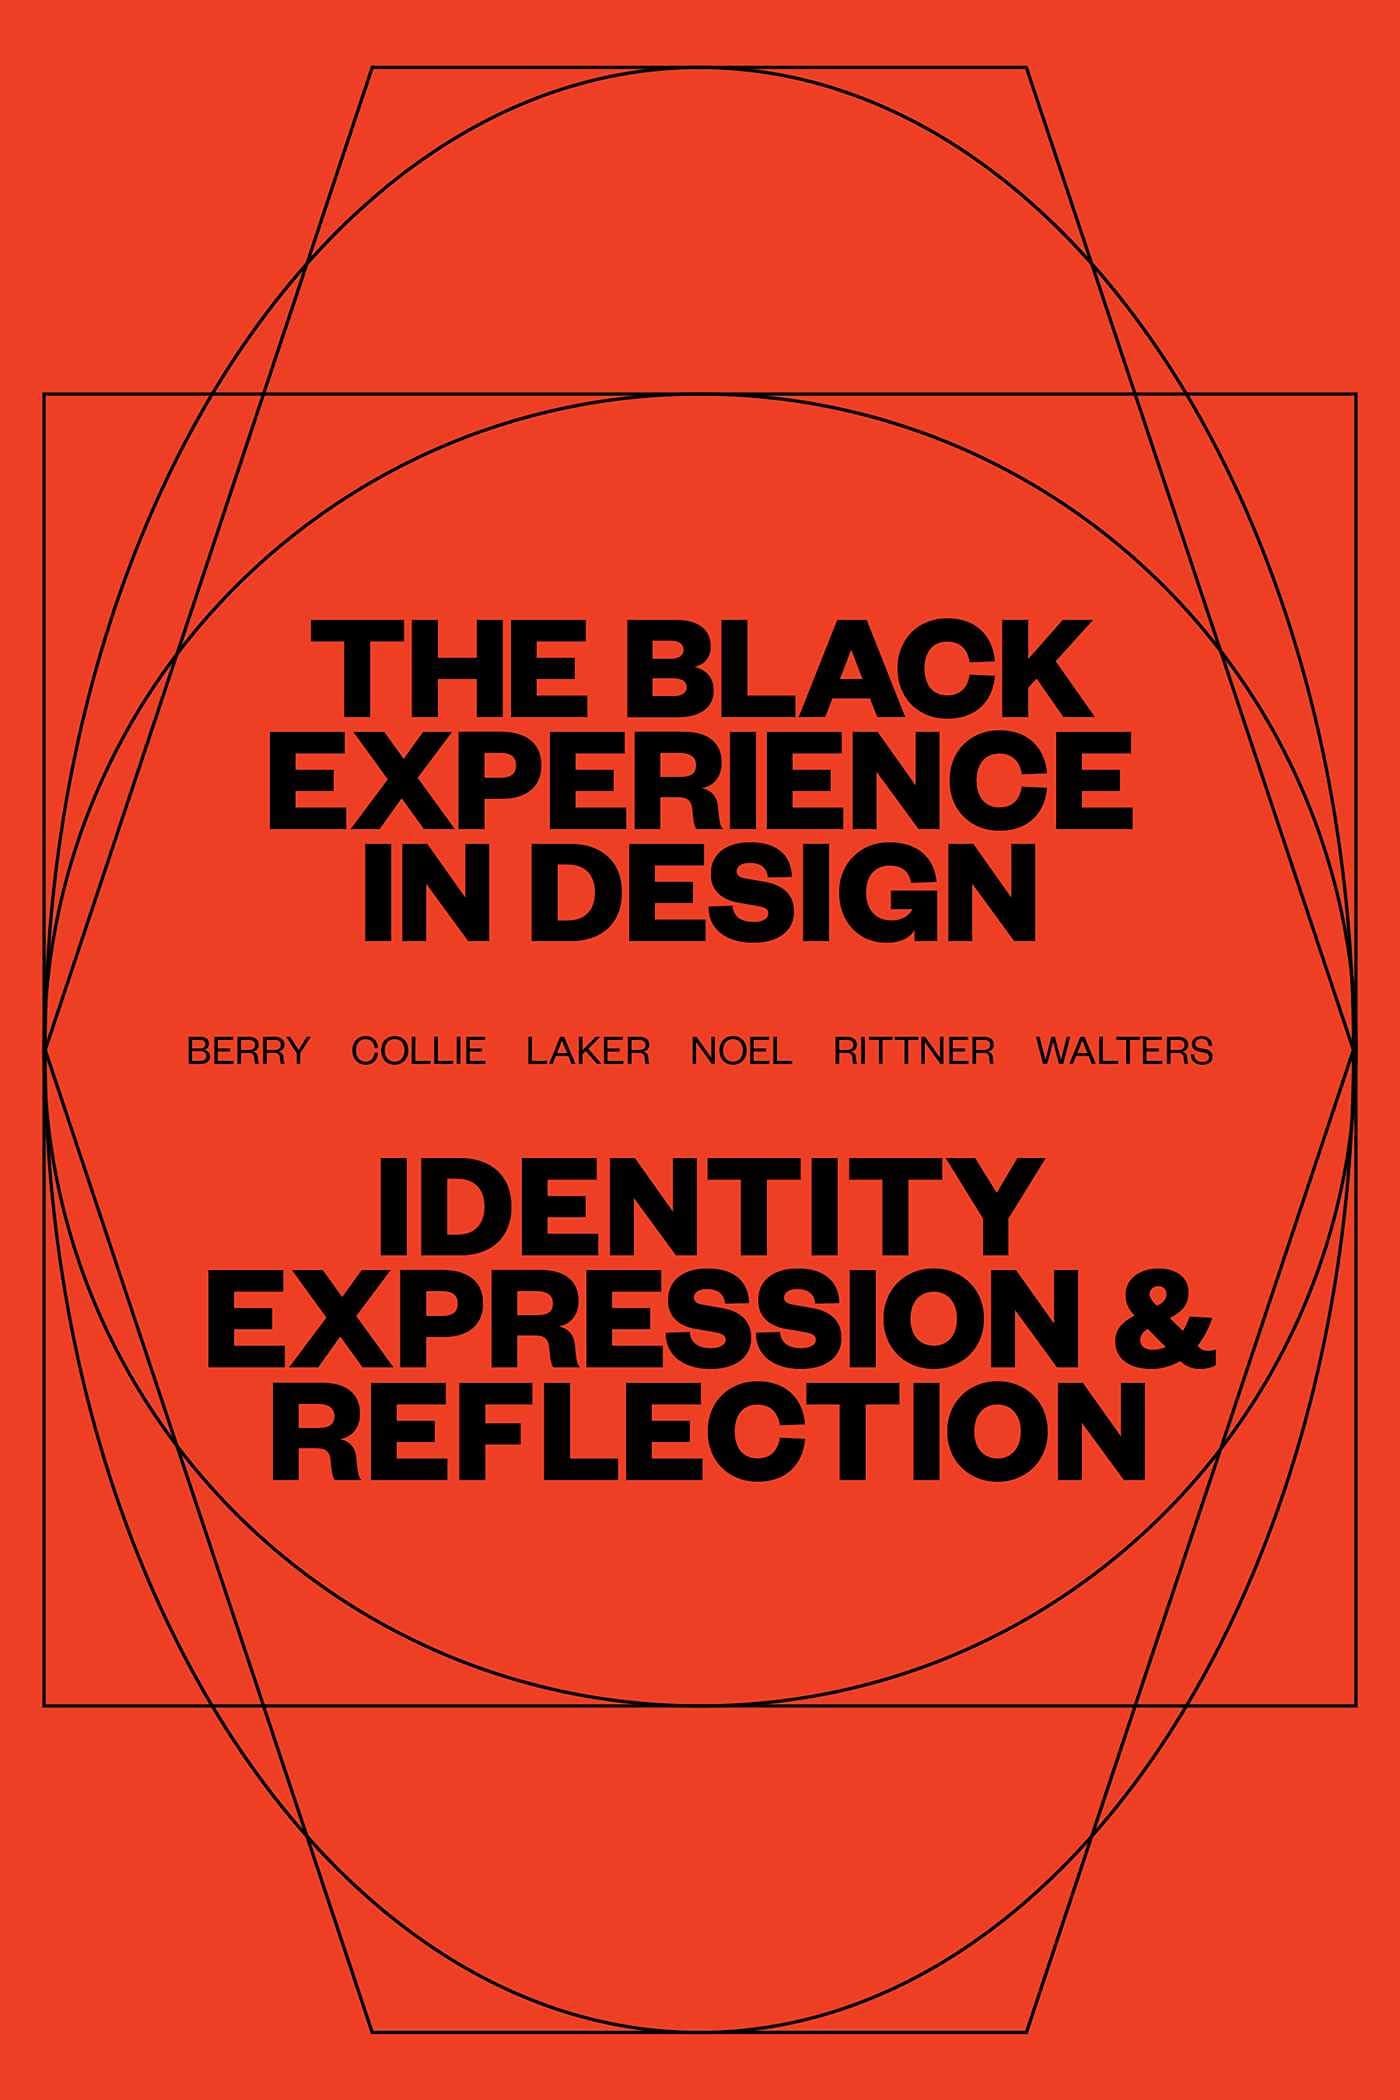 THE BLACK
EXPERIENCE
IN DESIGN
BERRY COLLIE LAKER NOEL RITTNER WALTERS
IDENTITY
EXPRESSION &
REFLECTION